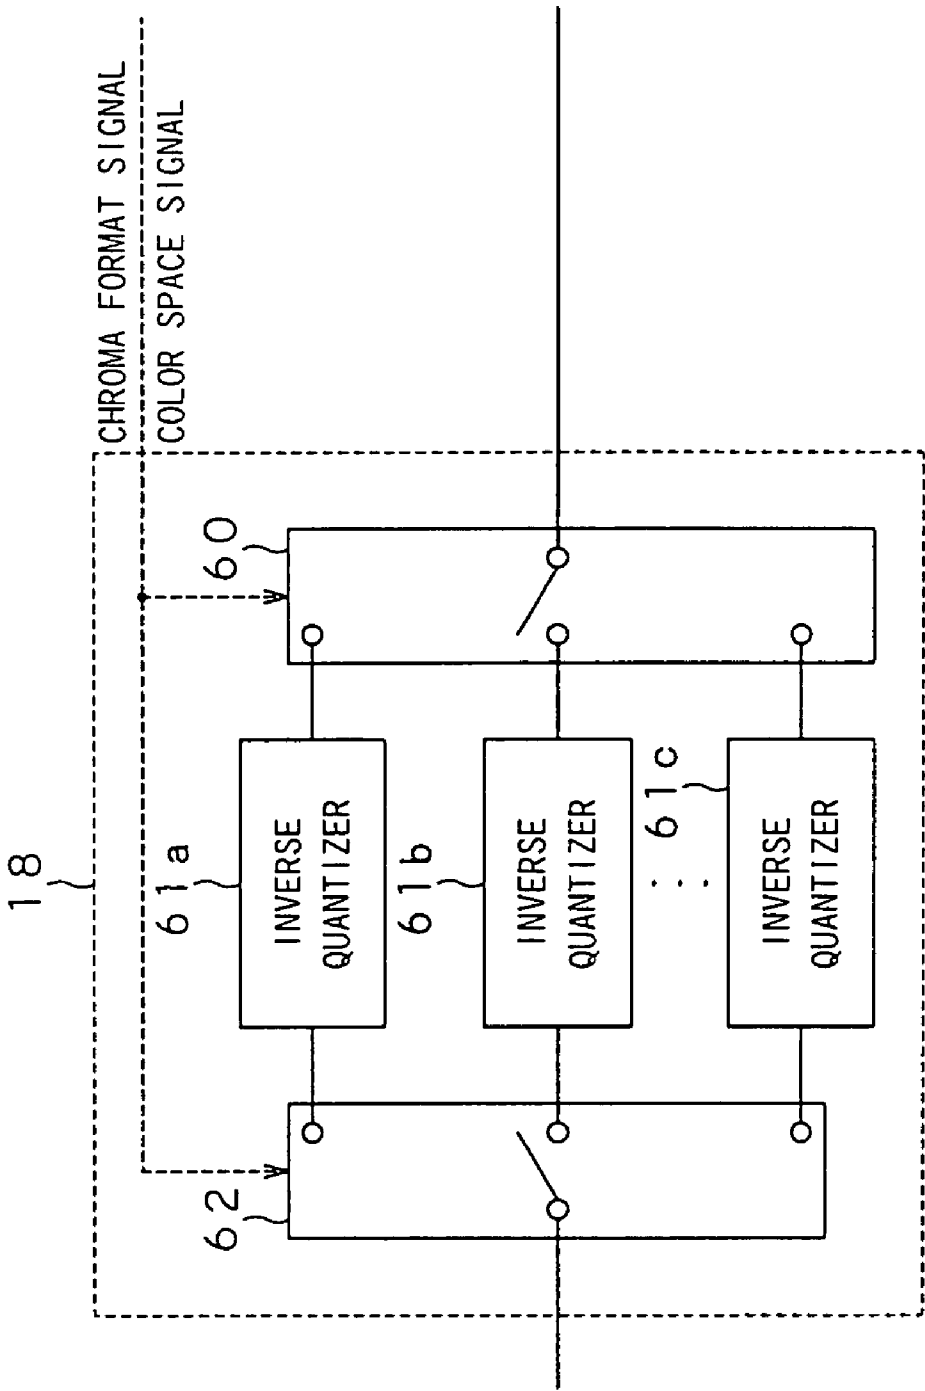 18
CHROMA FORMAT SIGNAL
COLOR SPACE SIGNAL
62
61a
60
INVERSE
QUANTIZER
61b
INVERSE
QUANTIZER
61c
INVERSE
QUANTIZER